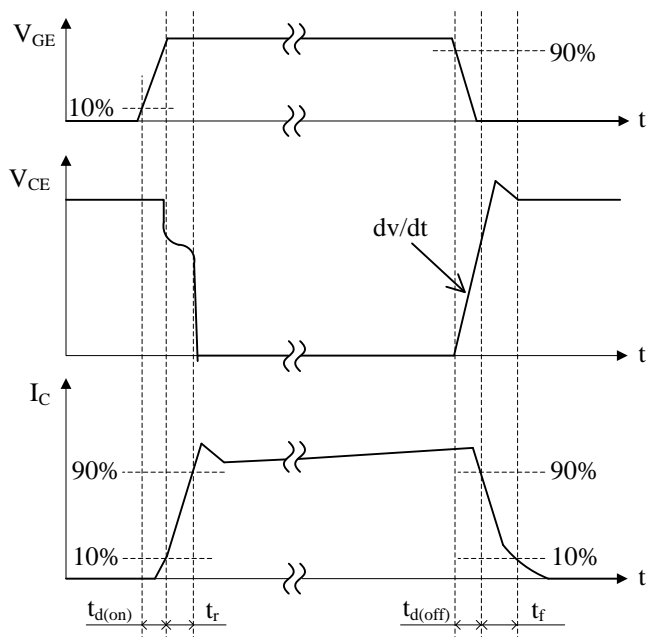 V_GE
90%
10%
t
V_CE
dv/dt
t
I_C
90% 90%
10% 10%
t
t_d(on) t_r t_d(off) t_f